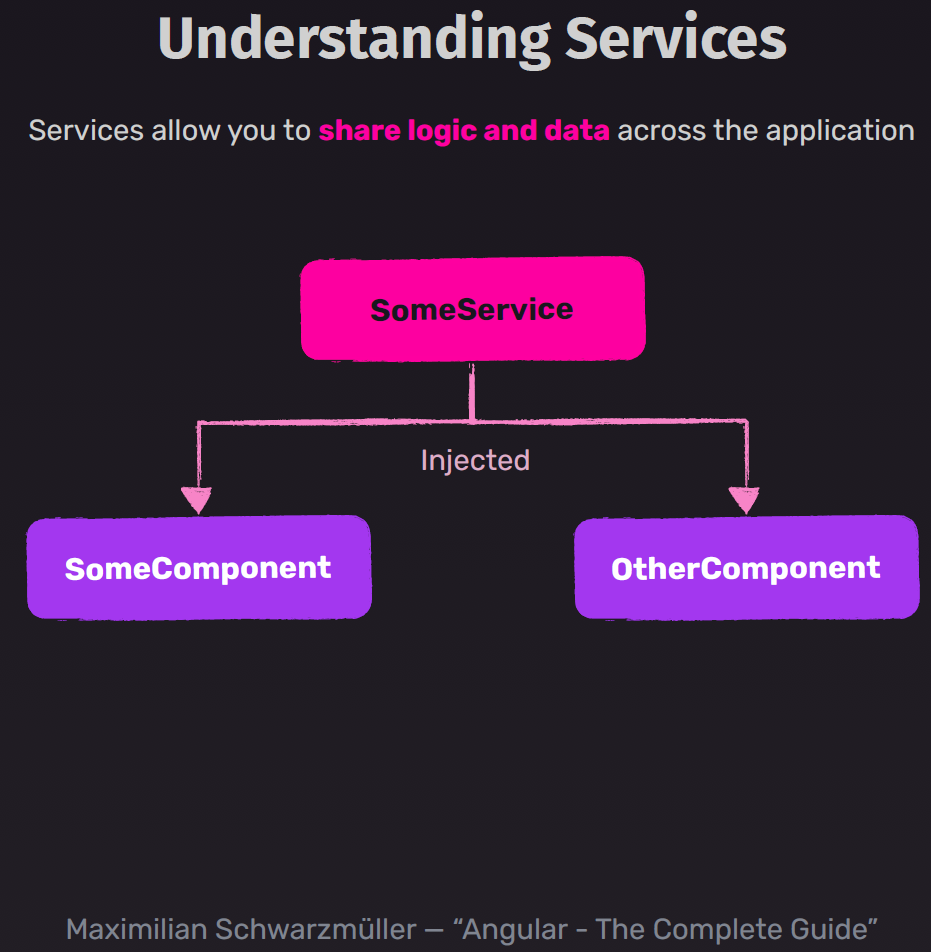 Understanding Services
Services allow you to share logic and data across the application
SomeService
Injected
SomeComponent
OtherComponent
Maximilian Schwarzmüller — “Angular - The Complete Guide”